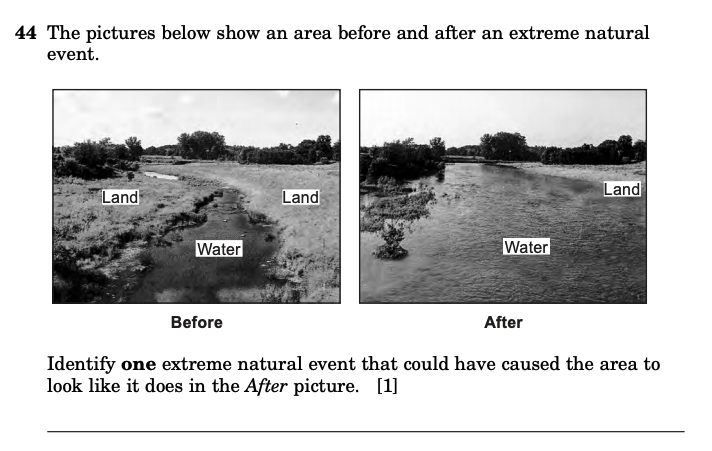 44 The pictures below show an area before and after an extreme natural
event.
Land
Land
Water
Land
Water
Before
After
Identify one extreme natural event that could have caused the area to
look like it does in the After picture. [1]